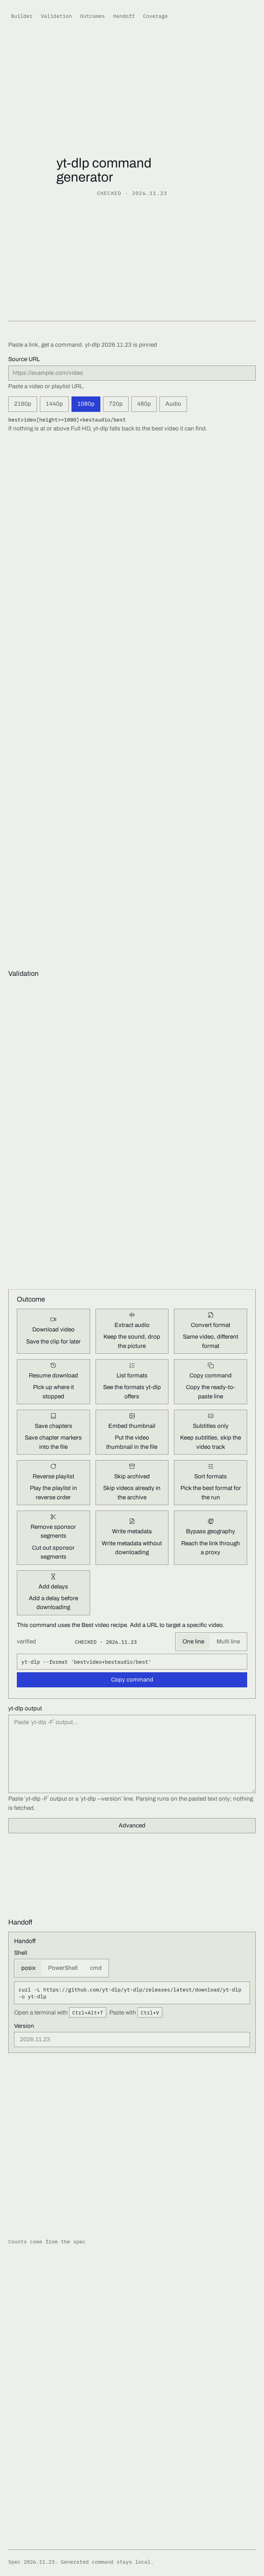 Builder Validation Outcomes Handoff Coverage
yt-dlp command
generator
CHECKED · 2026.11.23
Paste a link, get a command. yt-dlp 2026.11.23 is pinned
Source URL
https://example.com/video
Paste a video or playlist URL.
2160p 1440p 1080p 720p 480p Audio
bestvideo[height>=1080]+bestaudio/best
If nothing is at or above Full HD, yt-dlp falls back to the best video it can find.
Validation
Outcome
Download video
Save the clip for later
Extract audio
Keep the sound, drop
the picture
Convert format
Same video, different
format
Resume download
Pick up where it
stopped
List formats
See the formats yt-dlp
offers
Copy command
Copy the ready-to-
paste line
Save chapters
Save chapter markers
into the file
Embed thumbnail
Put the video
thumbnail in the file
Subtitles only
Keep subtitles, skip the
video track
Reverse playlist
Play the playlist in
reverse order
Skip archived
Skip videos already in
the archive
Sort formats
Pick the best format for
the run
Remove sponsor
segments
Cut out sponsor
segments
Write metadata
Write metadata without
downloading
Bypass geography
Reach the link through
a proxy
Add delays
Add a delay before
downloading
This command uses the Best video recipe. Add a URL to target a specific video.
verified CHECKED · 2026.11.23 One line Multi line
yt-dlp --format 'bestvideo+bestaudio/best'
Copy command
yt-dlp output
Paste `yt-dlp -F` output...
Paste `yt-dlp -F` output or a `yt-dlp --version` line. Parsing runs on the pasted text only; nothing
is fetched.
Advanced
Handoff
Handoff
Shell
posix PowerShell cmd
curl -L https://github.com/yt-dlp/yt-dlp/releases/latest/download/yt-dlp
-o yt-dlp
Open a terminal with Ctrl+Alt+T Paste with Ctrl+V
Version
2026.11.23
Counts come from the spec
Spec 2026.11.23. Generated command stays local.